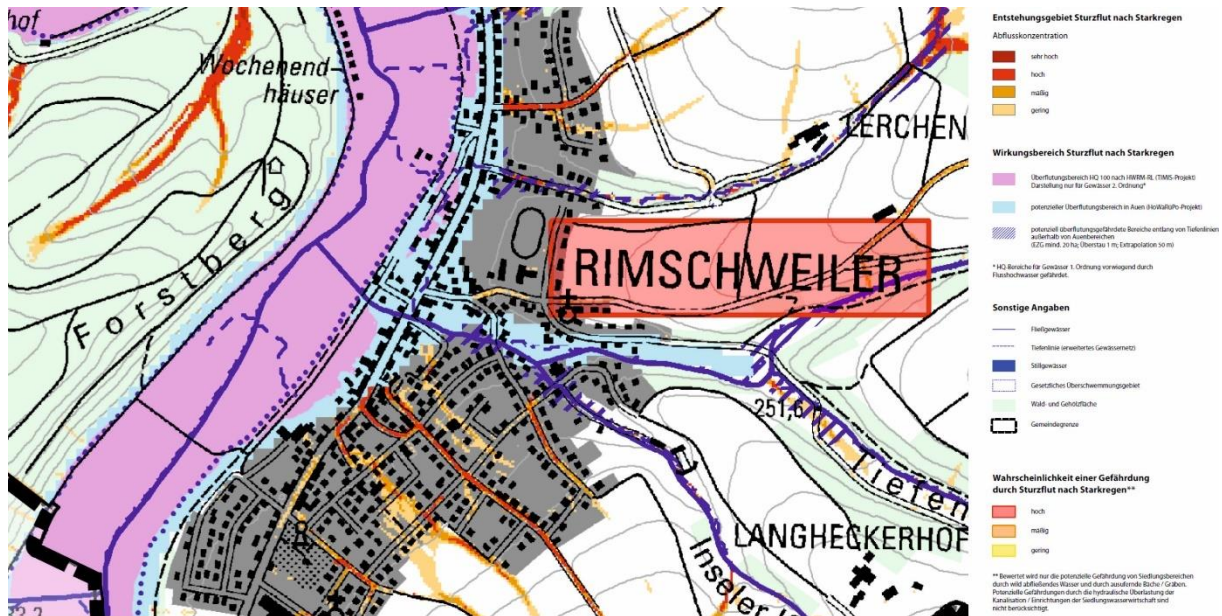 hof
Wochenend-
häuser
Forstberg
LERCHEN
RIMSCHWEILER
251,6
Tiefen
LANGHECKERHOF
Inseler
Entstehungsgebiet Sturzflut nach Starkregen
Abflusskonzentration
sehr hoch
hoch
mäßig
gering
Wirkungsbereich Sturzflut nach Starkregen
Überflutungsbereich HQ 100 nach HWRM-RL (TIMIS-Projekt)
Darstellung nur für Gewässer 2. Ordnung*
potenzieller Überflutungsbereich in Auen (HoWaRüPo-Projekt)
potenziell überflutungsgefährdete Bereiche entlang von Tiefenlinien
außerhalb von Auenbereichen
(EZG mind. 20 ha; Überstau 1 m; Extrapolation 50 m)
* HQ-Bereiche für Gewässer 1. Ordnung vorwiegend durch
Flusshochwasser gefährdet.
Sonstige Angaben
Fließgewässer
Tiefenlinie (erweitertes Gewässernetz)
Stillgewässer
Gesetzliches Überschwemmungsgebiet
Wald- und Gehölzfläche
Gemeindegrenze
Wahrscheinlichkeit einer Gefährdung
durch Sturzflut nach Starkregen**
hoch
mäßig
gering
** Bewertet wird nur die potenzielle Gefährdung von Siedlungsbereichen
durch wild abfließendes Wasser und durch ausufernde Bäche / Gräben.
Potenzielle Gefährdungen durch die hydraulische Überlastung der
Kanalisation / Einrichtungen der Siedlungswasserwirtschaft sind
nicht berücksichtigt.